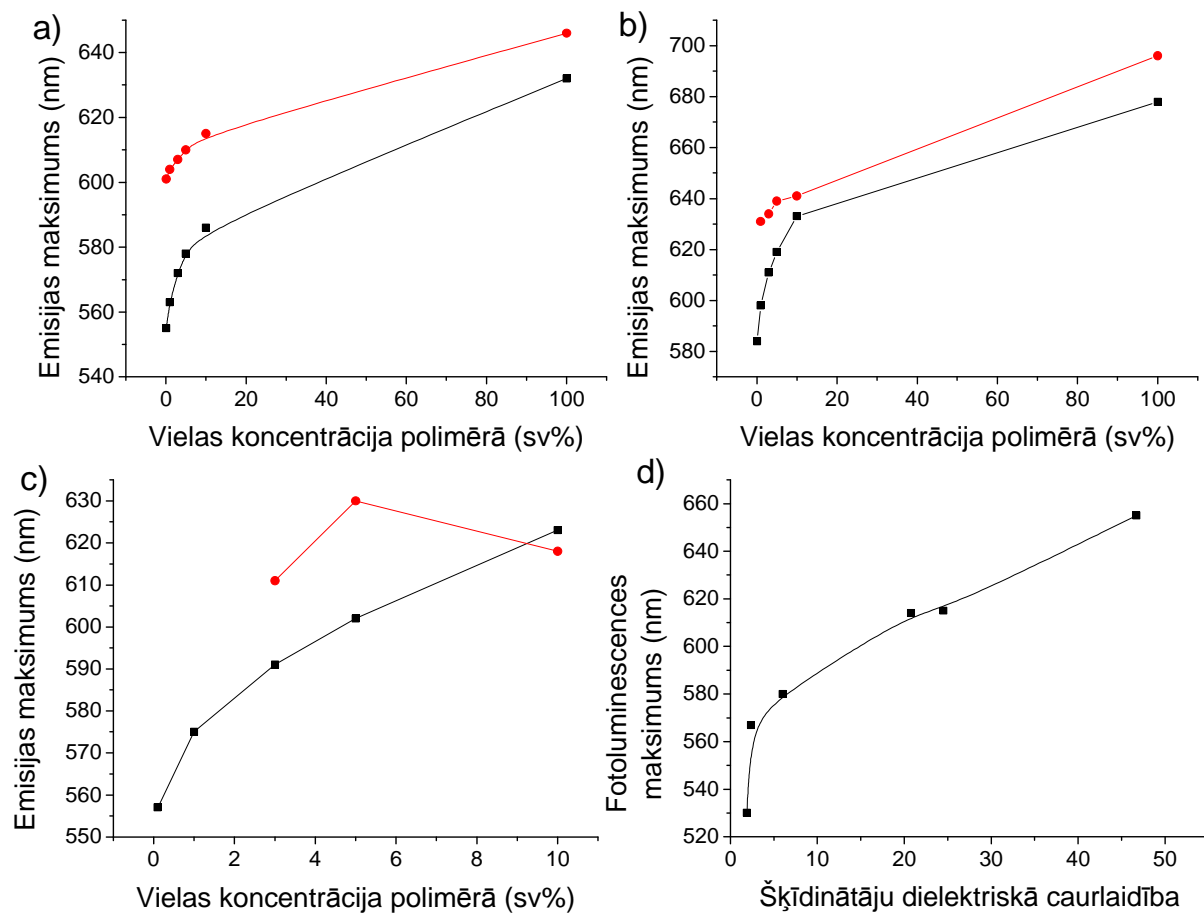 a)
Emisijas maksimums (nm)
640
620
600
580
560
540
0 20 40 60 80 100
Vielas koncentrācija polimērā (sv%)
b)
Emisijas maksimums (nm)
700
680
660
640
620
600
580
0 20 40 60 80 100
Vielas koncentrācija polimērā (sv%)
c)
Emisijas maksimums (nm)
630
620
610
600
590
580
570
560
550
0 2 4 6 8 10
Vielas koncentrācija polimērā (sv%)
d)
Fotoluminescences
maksimums (nm)
660
640
620
600
580
560
540
520
0 10 20 30 40 50
Šķīdinātāju dielektriskā caurlaidība